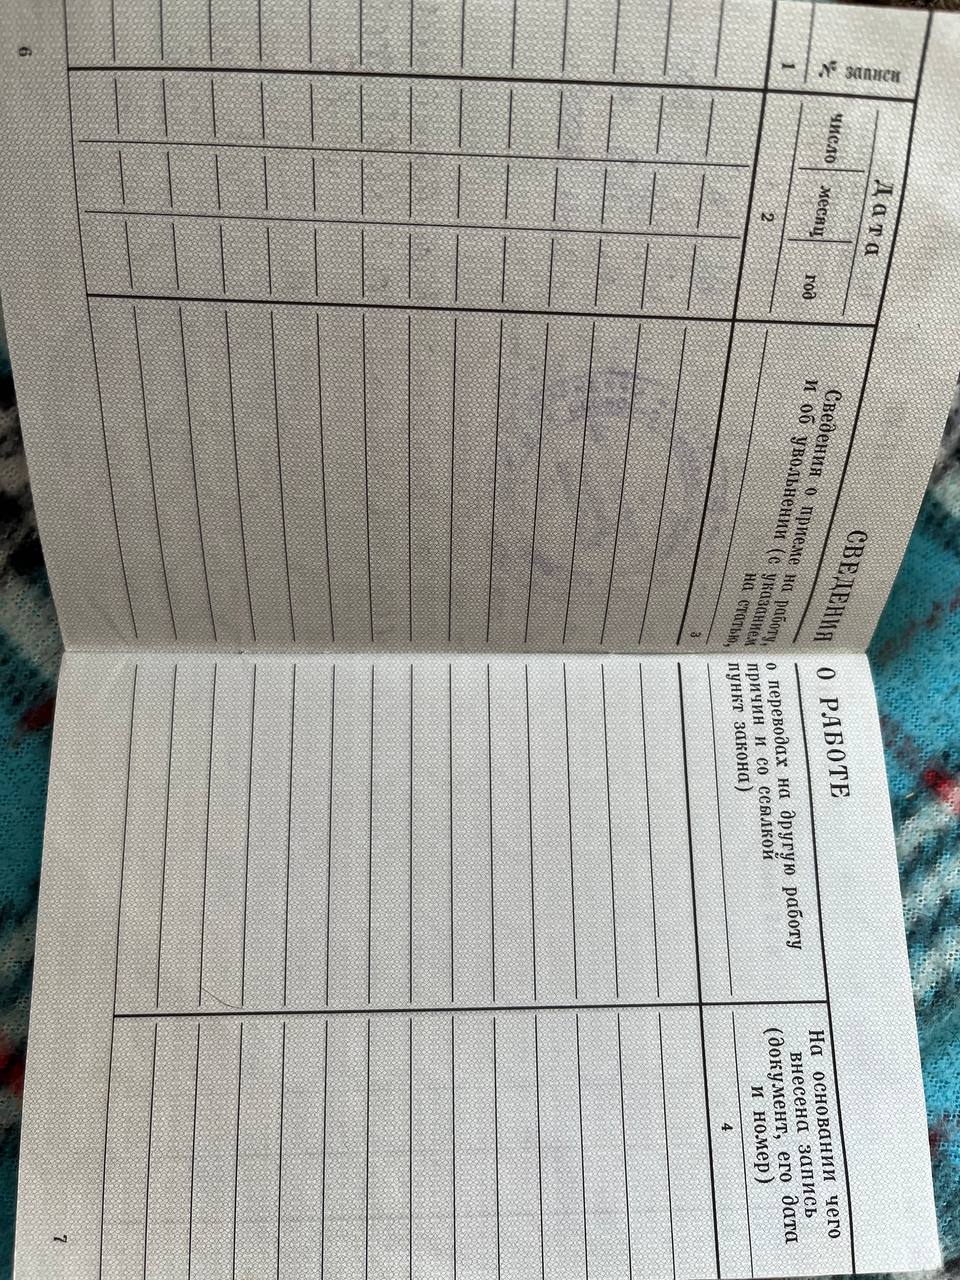 СВЕДЕНИЯ О РАБОТЕ
№ записи
Дата
число месяц год
Сведения о приеме на работу, о переводах на другую работу
и об увольнении (с указанием причин и со ссылкой
на статью, пункт закона)
На основании чего
внесена запись
(документ, его дата
и номер)
1 2 3 4
6
7